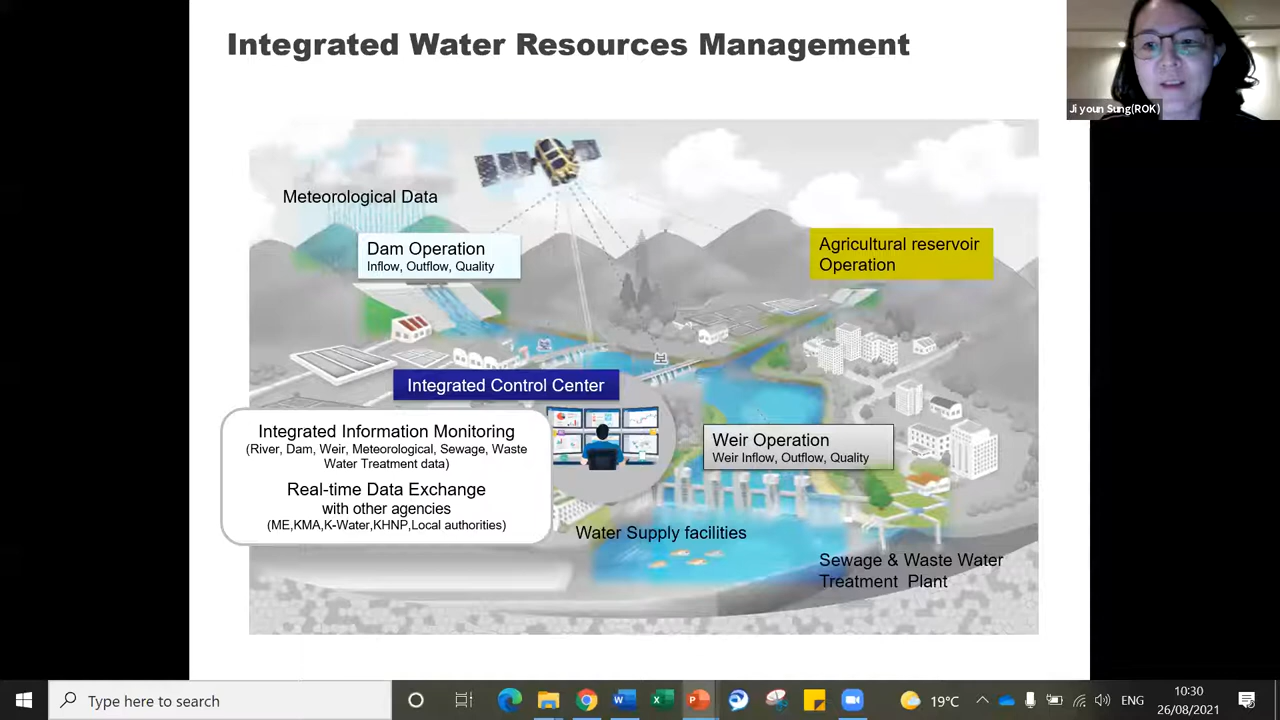 Integrated Water Resources Management
Ji youn Sung(ROK)
Meteorological Data
Dam Operation
Inflow, Outflow, Quality
Agricultural reservoir
Operation
Integrated Control Center
Integrated Information Monitoring
(River, Dam, Weir, Meteorological, Sewage, Waste
Water Treatment data)
Real-time Data Exchange
with other agencies
(ME,KMA,K-Water,KHNP,Local authorities)
Weir Operation
Weir Inflow, Outflow, Quality
Water Supply facilities
Sewage & Waste Water
Treatment Plant
Type here to search
19°C
ENG
10:30
26/08/2021